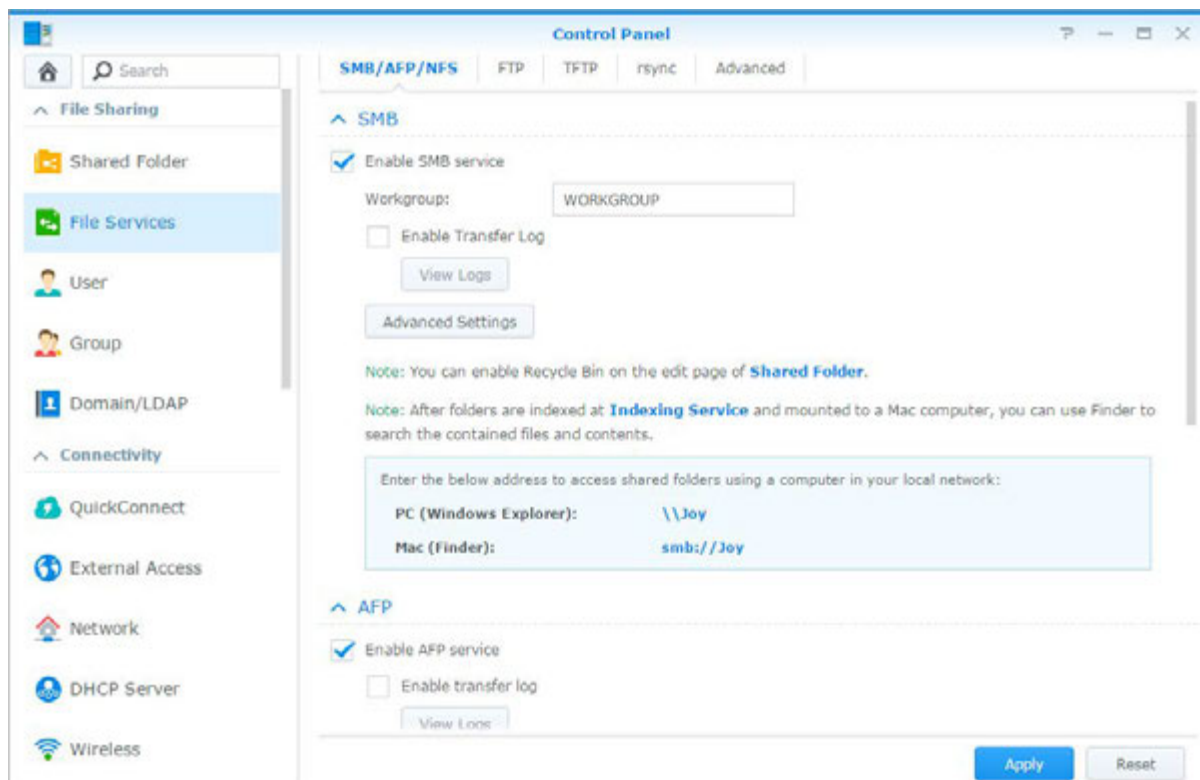 Control Panel
Search
SMB/AFP/NFS FTP TFTP rsync Advanced
File Sharing
Shared Folder
File Services
User
Group
Domain/LDAP
Connectivity
QuickConnect
External Access
Network
DHCP Server
Wireless
SMB
Enable SMB service
Workgroup: WORKGROUP
Enable Transfer Log
View Logs
Advanced Settings
Note: You can enable Recycle Bin on the edit page of Shared Folder.
Note: After folders are indexed at Indexing Service and mounted to a Mac computer, you can use Finder to
search the contained files and contents.
Enter the below address to access shared folders using a computer in your local network:
PC (Windows Explorer): \\Joy
Mac (Finder): smb://Joy
AFP
Enable AFP service
Enable transfer log
View Logs
Apply Reset